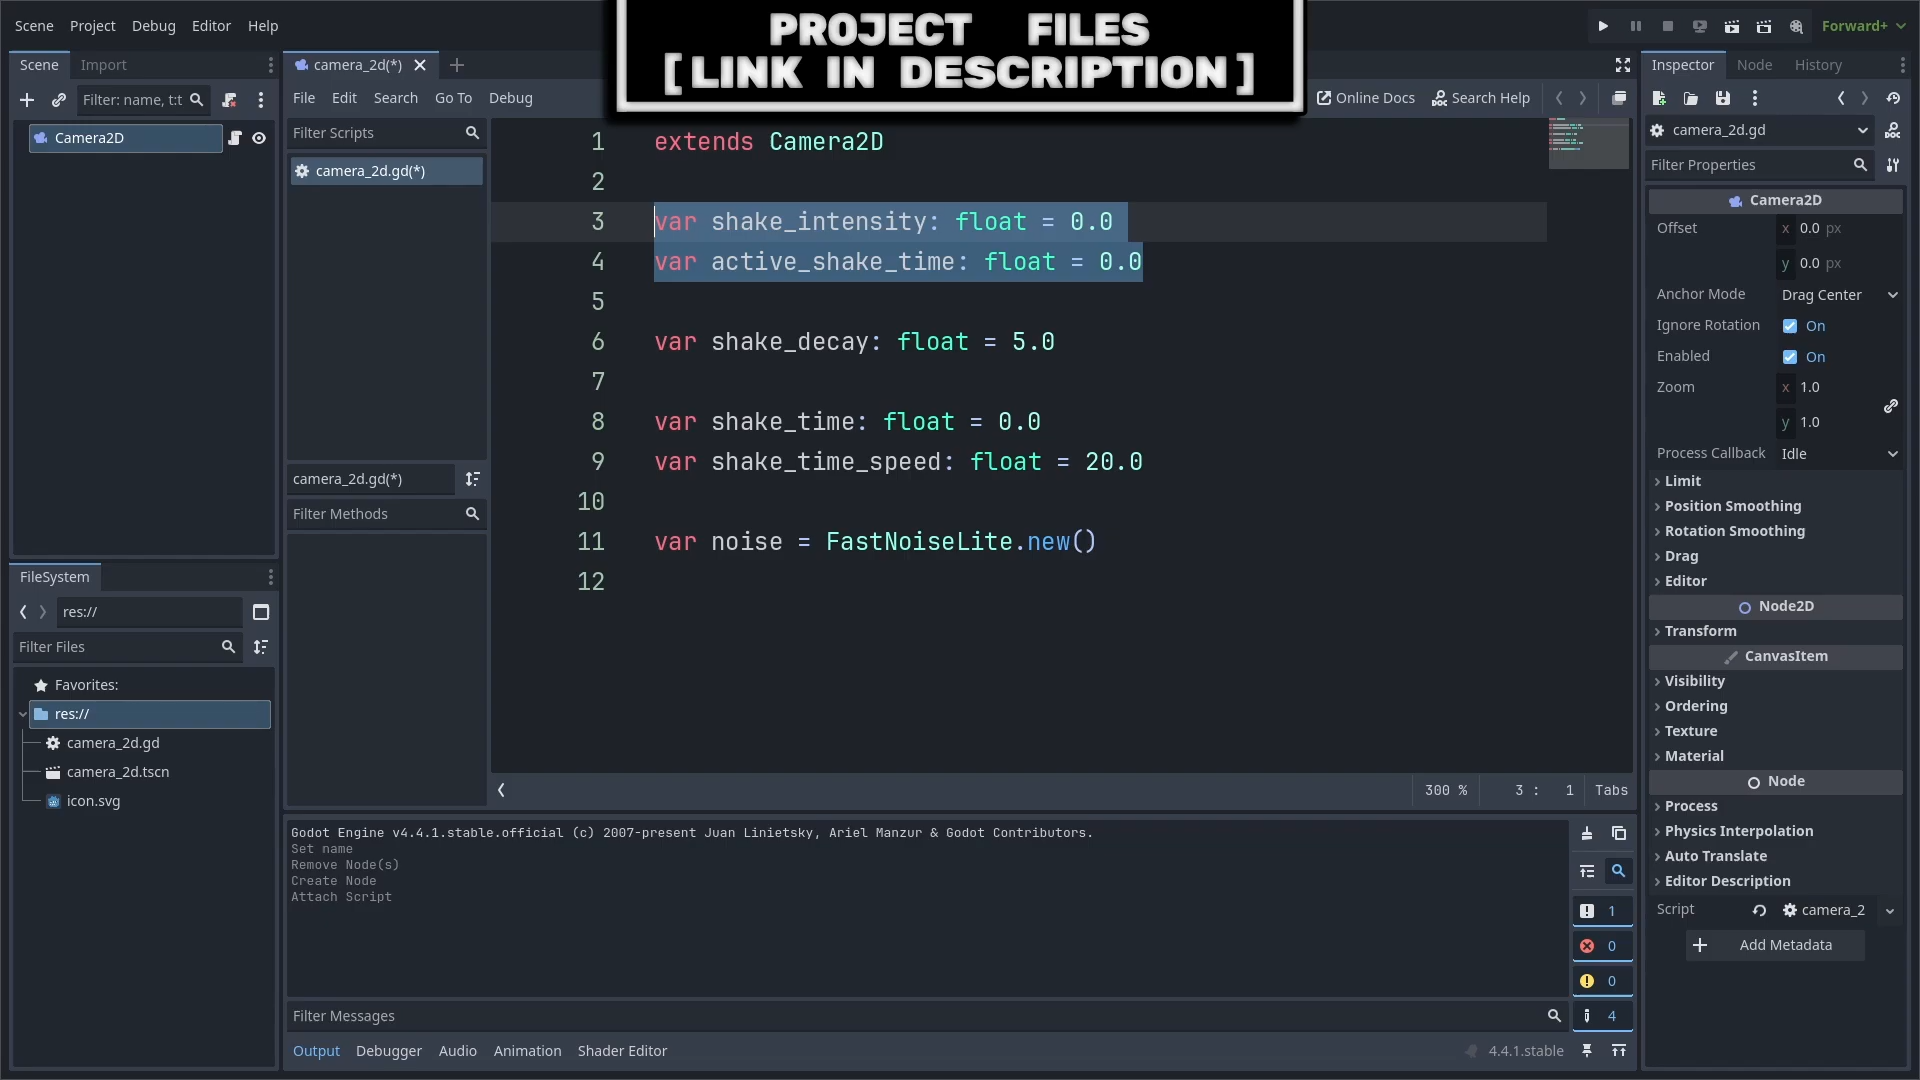 Scene Project Debug Editor Help
PROJECT FILES
[LINK IN DESCRIPTION]
Forward+
Scene Import
Filter: name, t:t
Camera2D
camera_2d(*)
File Edit Search Go To Debug
Online Docs Search Help
Filter Scripts
camera_2d.gd(*)
camera_2d.gd(*)
Filter Methods
1 extends Camera2D
2
3 var shake_intensity: float = 0.0
4 var active_shake_time: float = 0.0
5
6 var shake_decay: float = 5.0
7
8 var shake_time: float = 0.0
9 var shake_time_speed: float = 20.0
10
11 var noise = FastNoiseLite.new()
12
300 % 3 : 1 Tabs
FileSystem
res://
Filter Files
Favorites:
res://
camera_2d.gd
camera_2d.tscn
icon.svg
Godot Engine v4.4.1.stable.official (c) 2007-present Juan Linietsky, Ariel Manzur & Godot Contributors.
Set name
Remove Node(s)
Create Node
Attach Script
1
0
0
4
Filter Messages
Output Debugger Audio Animation Shader Editor
4.4.1.stable
Inspector Node History
camera_2d.gd
Filter Properties
Camera2D
Offset x 0.0 px
y 0.0 px
Anchor Mode Drag Center
Ignore Rotation On
Enabled On
Zoom x 1.0
y 1.0
Process Callback Idle
Limit
Position Smoothing
Rotation Smoothing
Drag
Editor
Node2D
Transform
CanvasItem
Visibility
Ordering
Texture
Material
Node
Process
Physics Interpolation
Auto Translate
Editor Description
Script camera_2
Add Metadata